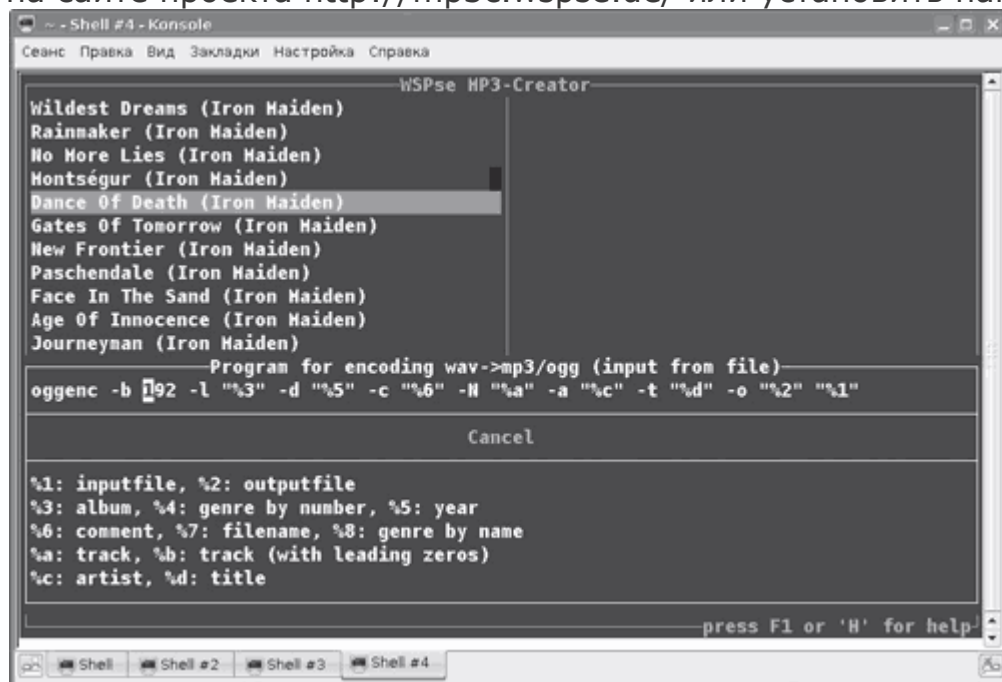 на сайте проекта http://mp3c.wspse.de/ или установить
~ - Shell #4 - Konsole
Сеанс Правка Вид Закладки Настройка Справка
WSPse MP3-Creator
Wildest Dreams (Iron Maiden)
Rainmaker (Iron Maiden)
No More Lies (Iron Maiden)
Montségur (Iron Maiden)
Dance Of Death (Iron Maiden)
Gates Of Tomorrow (Iron Maiden)
New Frontier (Iron Maiden)
Paschendale (Iron Maiden)
Face In The Sand (Iron Maiden)
Age Of Innocence (Iron Maiden)
Journeyman (Iron Maiden)
Program for encoding wav->mp3/ogg (input from file)
oggenc -b 192 -l "%3" -d "%5" -c "%6" -N "%a" -a "%c" -t "%d" -o "%2" "%1"
Cancel
%1: inputfile, %2: outputfile
%3: album, %4: genre by number, %5: year
%6: comment, %7: filename, %8: genre by name
%a: track, %b: track (with leading zeros)
%c: artist, %d: title
press F1 or 'H' for help
Shell Shell #2 Shell #3 Shell #4